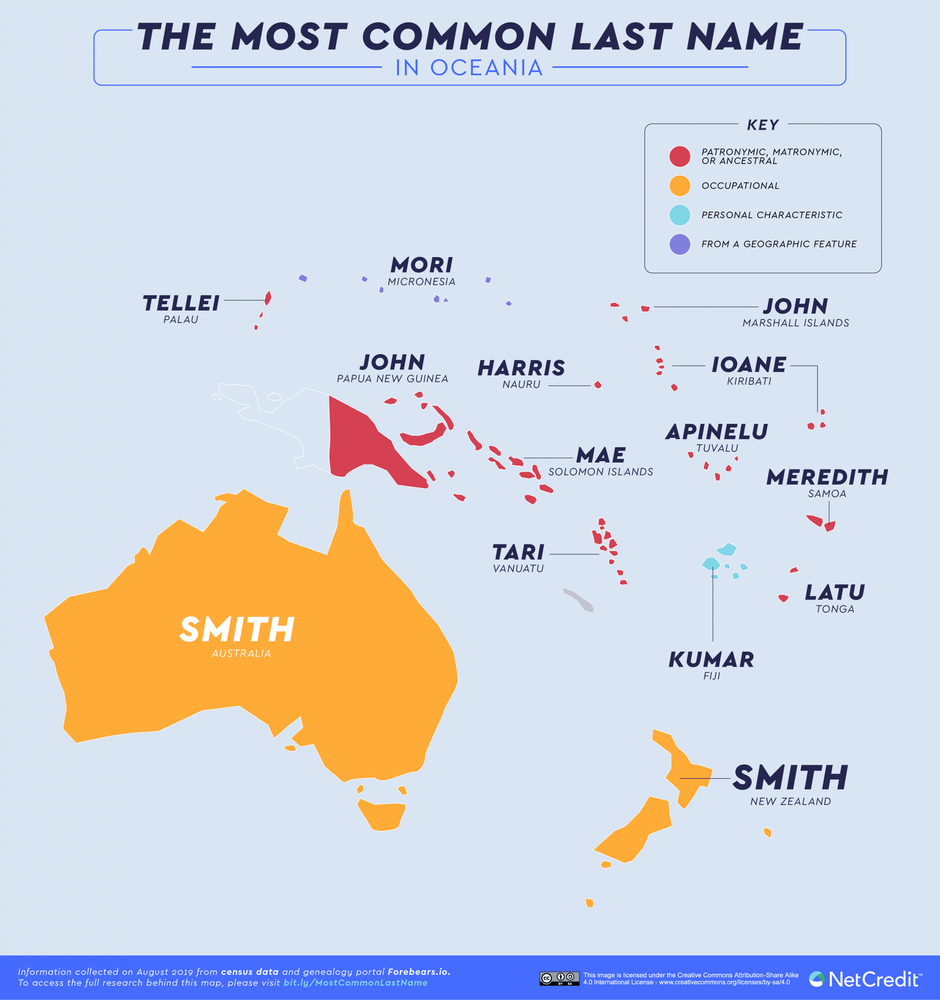 THE MOST COMMON LAST NAME
IN OCEANIA
KEY
PATRONYMIC, MATRONYMIC,
OR ANCESTRAL
OCCUPATIONAL
PERSONAL CHARACTERISTIC
FROM A GEOGRAPHIC FEATURE
MORI
MICRONESIA
TELLEI
PALAU
JOHN
MARSHALL ISLANDS
JOHN
PAPUA NEW GUINEA
HARRIS
NAURU
IOANE
KIRIBATI
APINELU
TUVALU
MAE
SOLOMON ISLANDS
MEREDITH
SAMOA
TARI
VANUATU
LATU
TONGA
SMITH
AUSTRALIA
KUMAR
FIJI
SMITH
NEW ZEALAND
Information collected on August 2019 from census data and genealogy portal Forebears.io.
To access the full research behind this map, please visit bit.ly/MostCommonLastName
CC BY SA
This image is licensed under the Creative Commons Attribution-Share Alike
4.0 International License - www.creativecommons.org/licenses/by-sa/4.0
NetCredit™